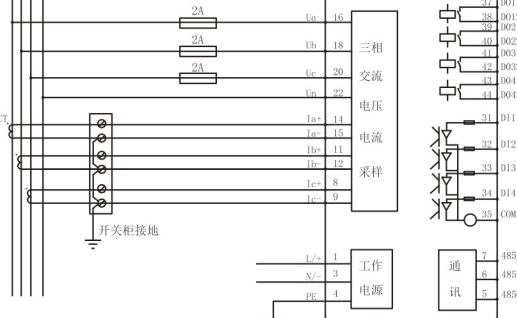 2A Ua 16
2A Ub 18 三相
2A Uc 20 交流
Un 22 电压
CT Ia+ 14
Ia- 15 电流
Ib+ 11
Ib- 12 采样
Ic+ 8
Ic- 9
开关柜接地
L/+ 1 工作
N/- 3
PE 4 电源
37 DO1
38 DO1
39 DO2
40 DO2
41 DO3
42 DO3
43 DO4
44 DO4
31 DI1
32 DI2
33 DI3
34 DI4
35 COM
通 7 485
6 485
讯 5 485